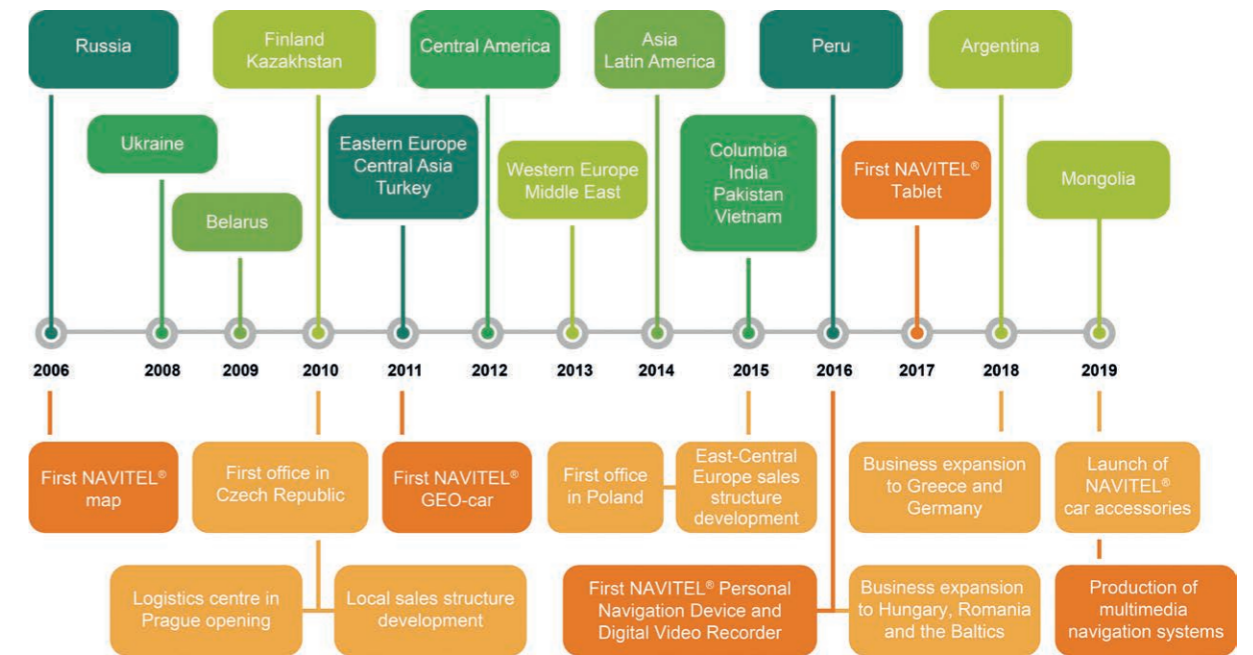 Russia
Finland
Kazakhstan
Central America
Asia
Latin America
Peru
Argentina
Ukraine
Belarus
Eastern Europe
Central Asia
Turkey
Western Europe
Middle East
Columbia
India
Pakistan
Vietnam
First NAVITEL®
Tablet
Mongolia
2006
2008
2009
2010
2011
2012
2013
2014
2015
2016
2017
2018
2019
First NAVITEL®
map
First office in
Czech Republic
First NAVITEL®
GEO-car
First office
in Poland
East-Central
Europe sales
structure
development
Business expansion
to Greece and
Germany
Launch of
NAVITEL®
car accessories
Logistics centre in
Prague opening
Local sales structure
development
First NAVITEL® Personal
Navigation Device and
Digital Video Recorder
Business expansion
to Hungary, Romania
and the Baltics
Production of
multimedia
navigation systems